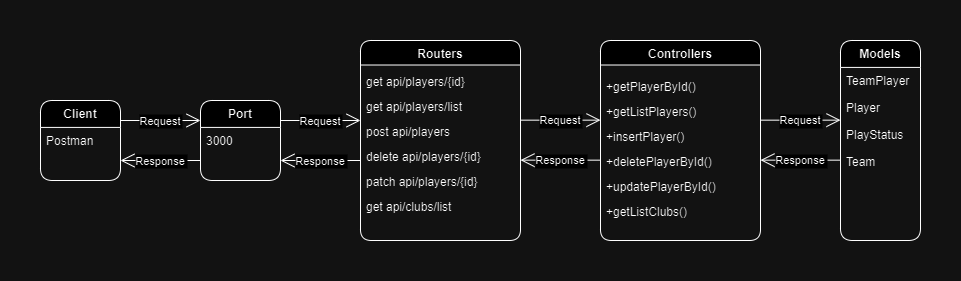 Client
Postman
Request
Response
Port
3000
Request
Response
Routers
get api/players/{id}
get api/players/list
post api/players
delete api/players/{id}
patch api/players/{id}
get api/clubs/list
Request
Response
Controllers
+getPlayerById()
+getListPlayers()
+insertPlayer()
+deletePlayerById()
+updatePlayerById()
+getListClubs()
Request
Response
Models
TeamPlayer
Player
PlayStatus
Team